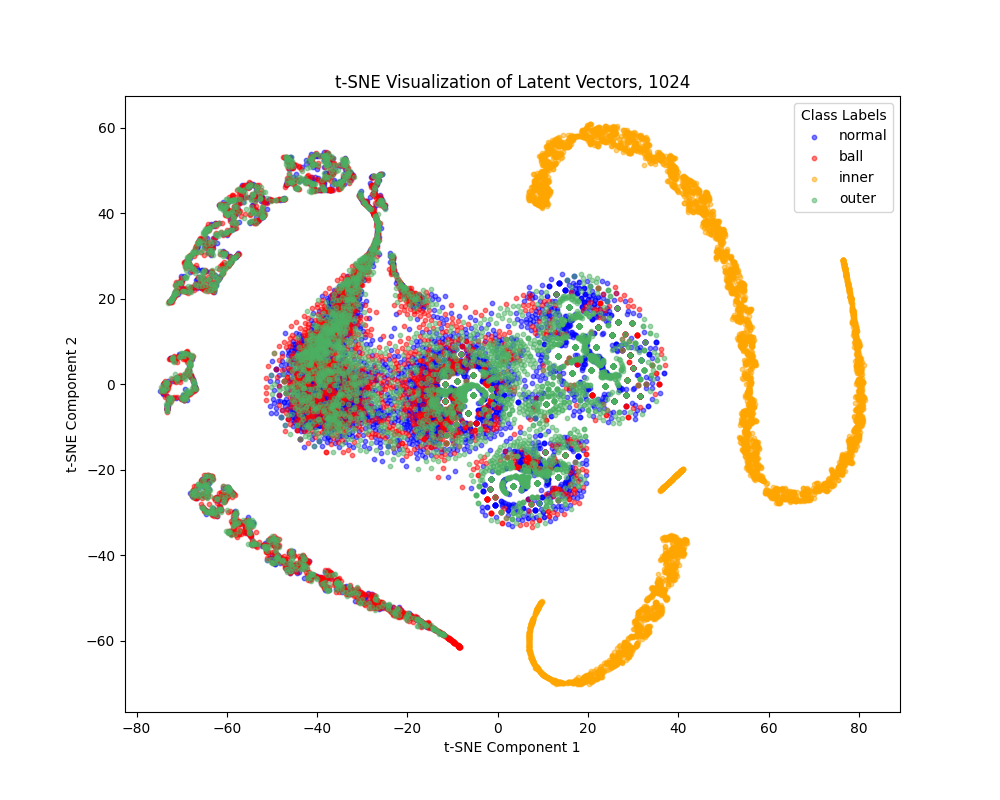 t-SNE Visualization of Latent Vectors, 1024
Class Labels
normal
ball
inner
outer
60
40
20
0
−20
−40
−60
t-SNE Component 2
−80
−60
−40
−20
0
20
40
60
80
t-SNE Component 1